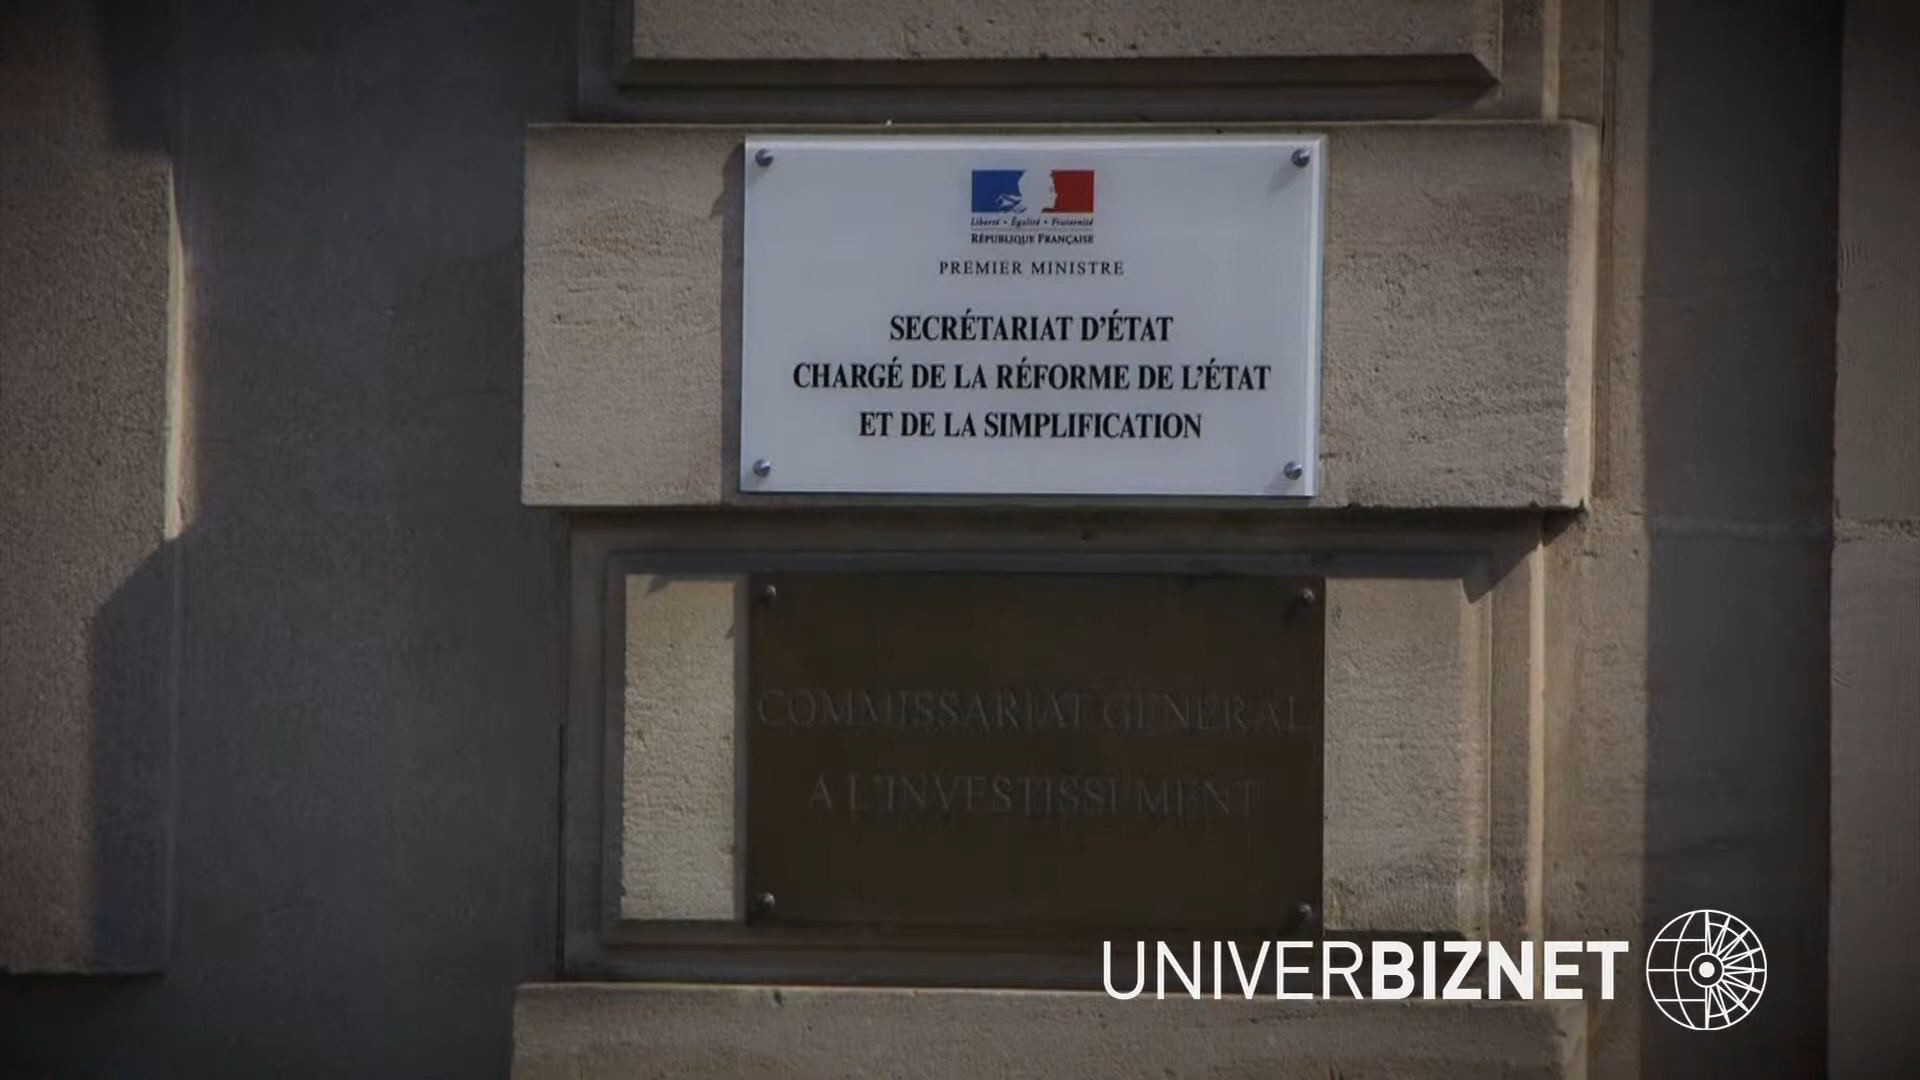 Liberté • Égalité • Fraternité
RÉPUBLIQUE FRANÇAISE
PREMIER MINISTRE
SECRÉTARIAT D'ÉTAT
CHARGÉ DE LA RÉFORME DE L'ÉTAT
ET DE LA SIMPLIFICATION
COMMISSARIAT GENERAL
A L'INVESTISSEMENT
UNIVERBIZNET